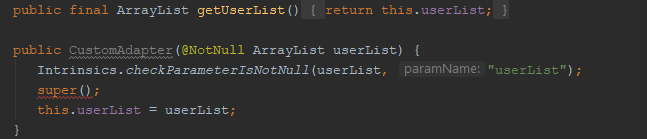 public final ArrayList getUserList() { return this.userList; }
public CustomAdapter(@NotNull ArrayList userList) {
Intrinsics.checkParameterIsNotNull(userList, paramName: "userList");
super();
this.userList = userList;
}